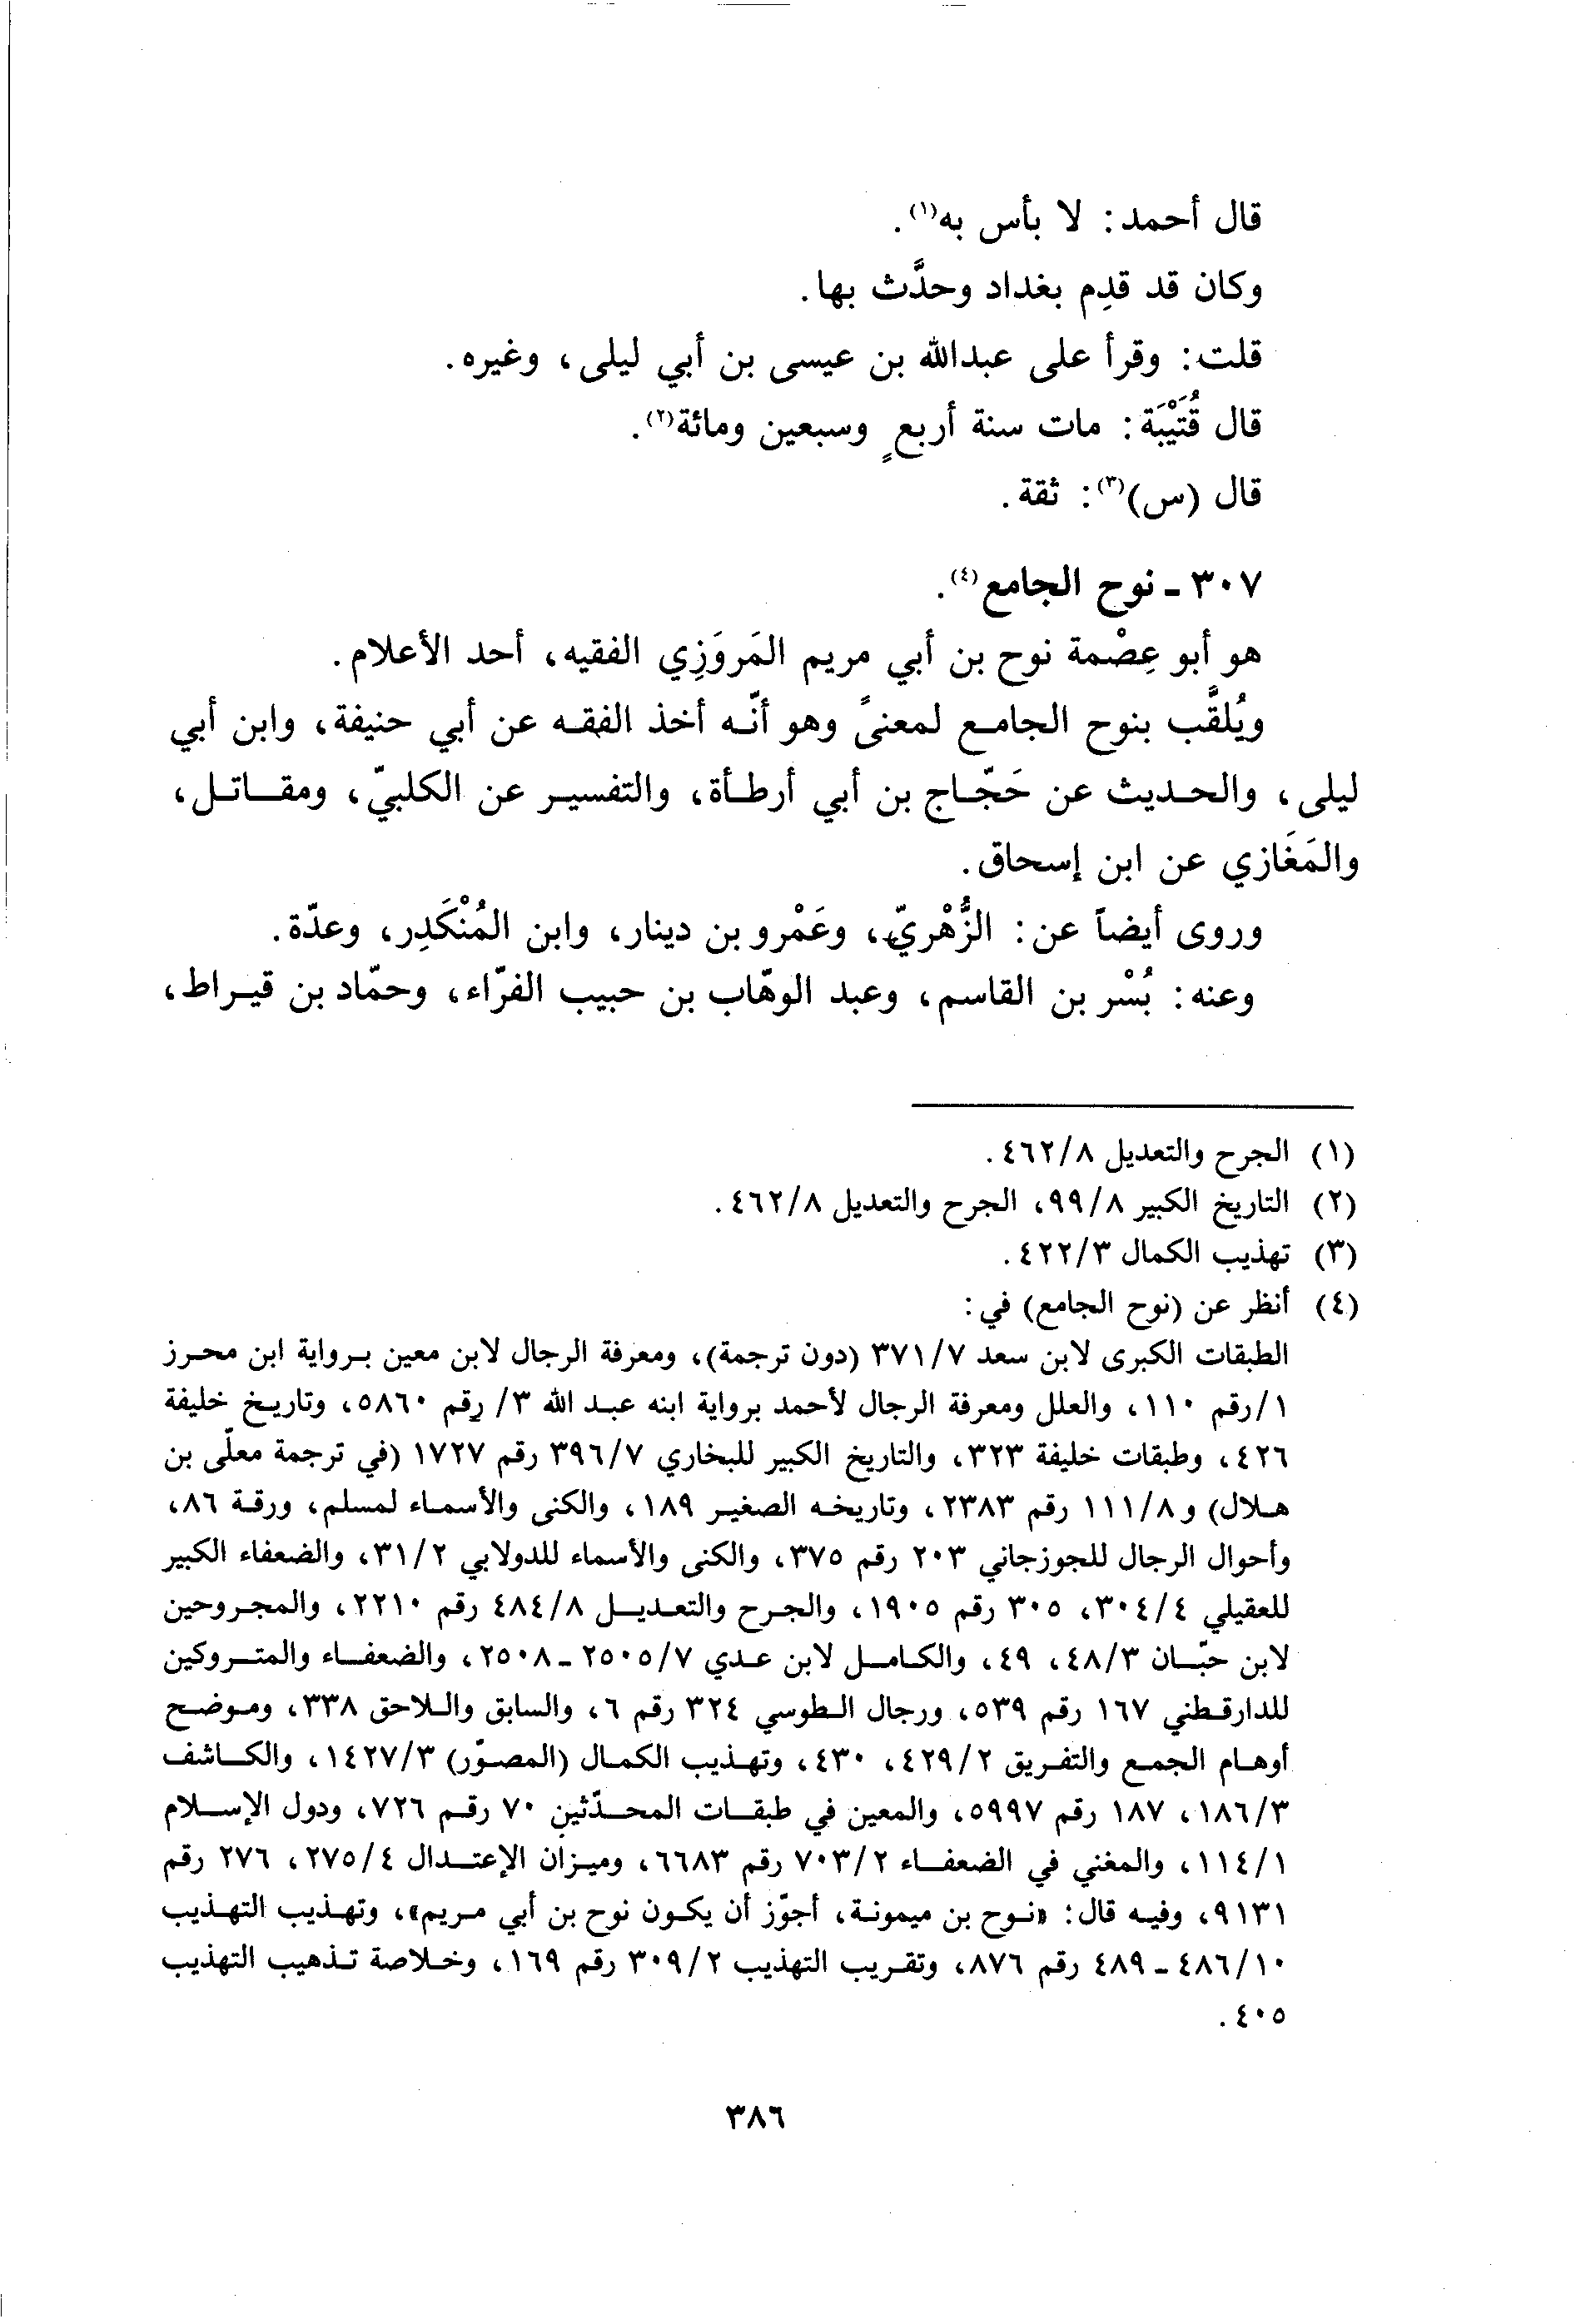 قال أحمد: لا بأس به(١).
وكان قد قدِم بغداد وحدَّث بها.
قلت: وقرأ على عبدالله بن عيسى بن أبي ليلى، وغيره.
قال قُتَيْبَة: مات سنة أربعٍ وسبعين ومائة(٢).
قال (س)(٣): ثقة.
٣٠٧ - نوح الجامع(٤).
هو أبو عِصْمة نوح بن أبي مريم المَروَزِي الفقيه، أحد الأعلام.
ويُلقَّب بنوح الجامع لمعنىً وهو أنّه أخذ الفقه عن أبي حنيفة، وابن أبي
ليلى، والحديث عن حَجّاج بن أبي أرطأة، والتفسير عن الكلبيّ، ومقاتل،
والمَغَازي عن ابن إسحاق.
وروى أيضاً عن: الزُّهْريّ، وعَمْرو بن دينار، وابن المُنْكَدِر، وعدّة.
وعنه: بُسْر بن القاسم، وعبد الوهّاب بن حبيب الفرّاء، وحمّاد بن قيراط،
(١) الجرح والتعديل ٤٦٢/٨.
(٢) التاريخ الكبير ٩٩/٨، الجرح والتعديل ٤٦٢/٨.
(٣) تهذيب الكمال ٤٢٢/٣.
(٤) أنظر عن (نوح الجامع) في:
الطبقات الكبرى لابن سعد ٣٧١/٧ (دون ترجمة)، ومعرفة الرجال لابن معين برواية ابن محرز
١/رقم ١١٠، والعلل ومعرفة الرجال لأحمد برواية ابنه عبد الله ٣/ رقم ٥٨٦٠، وتاريخ خليفة
٤٢٦، وطبقات خليفة ٣٢٣، والتاريخ الكبير للبخاري ٣٩٦/٧ رقم ١٧٢٧ (في ترجمة معلّى بن
هلال) و١١١/٨ رقم ٢٣٨٣، وتاريخه الصغير ١٨٩، والكنى والأسماء لمسلم، ورقة ٨٦،
وأحوال الرجال للجوزجاني ٢٠٣ رقم ٣٧٥، والكنى والأسماء للدولابي ٣١/٢، والضعفاء الكبير
للعقيلي ٣٠٤/٤، ٣٠٥ رقم ١٩٠٥، والجرح والتعديل ٤٨٤/٨ رقم ٢٢١٠، والمجروحين
لابن حبّان ٤٨/٣، ٤٩، والكامل لابن عدي ٢٥٠٥/٧ - ٢٥٠٨، والضعفاء والمتروكين
للدارقطني ١٦٧ رقم ٥٣٩، ورجال الطوسي ٣٢٤ رقم ٦، والسابق واللاحق ٣٣٨، وموضح
أوهام الجمع والتفريق ٤٢٩/٢، ٤٣٠، وتهذيب الكمال (المصوّر) ١٤٢٧/٣، والكاشف
١٨٦/٣، ١٨٧ رقم ٥٩٩٧، والمعين في طبقات المحدّثين ٧٠ رقم ٧٢٦، ودول الإسلام
١١٤/١، والمغني في الضعفاء ٧٠٣/٢ رقم ٦٦٨٣، وميزان الإعتدال ٢٧٥/٤، ٢٧٦ رقم
٩١٣١، وفيه قال: «نوح بن ميمونة، أجوّز أن يكون نوح بن أبي مريم»، وتهذيب التهذيب
٤٨٦/١٠ - ٤٨٩ رقم ٨٧٦، وتقريب التهذيب ٣٠٩/٢ رقم ١٦٩، وخلاصة تذهيب التهذيب
٤٠٥.
٣٨٦